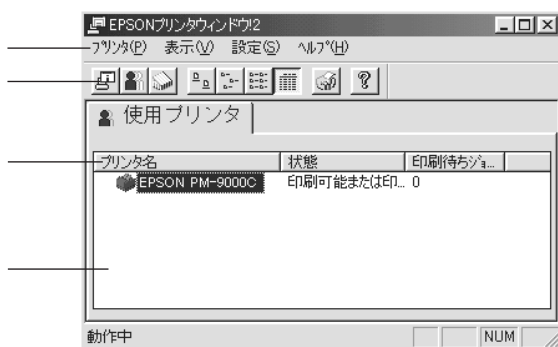 EPSONプリンタウィンドウ!2
プリンタ(P) 表示(V) 設定(S) ヘルプ(H)
使用プリンタ
プリンタ名 状態 印刷待ちジョ...
EPSON PM-9000C 印刷可能または印... 0
動作中 NUM